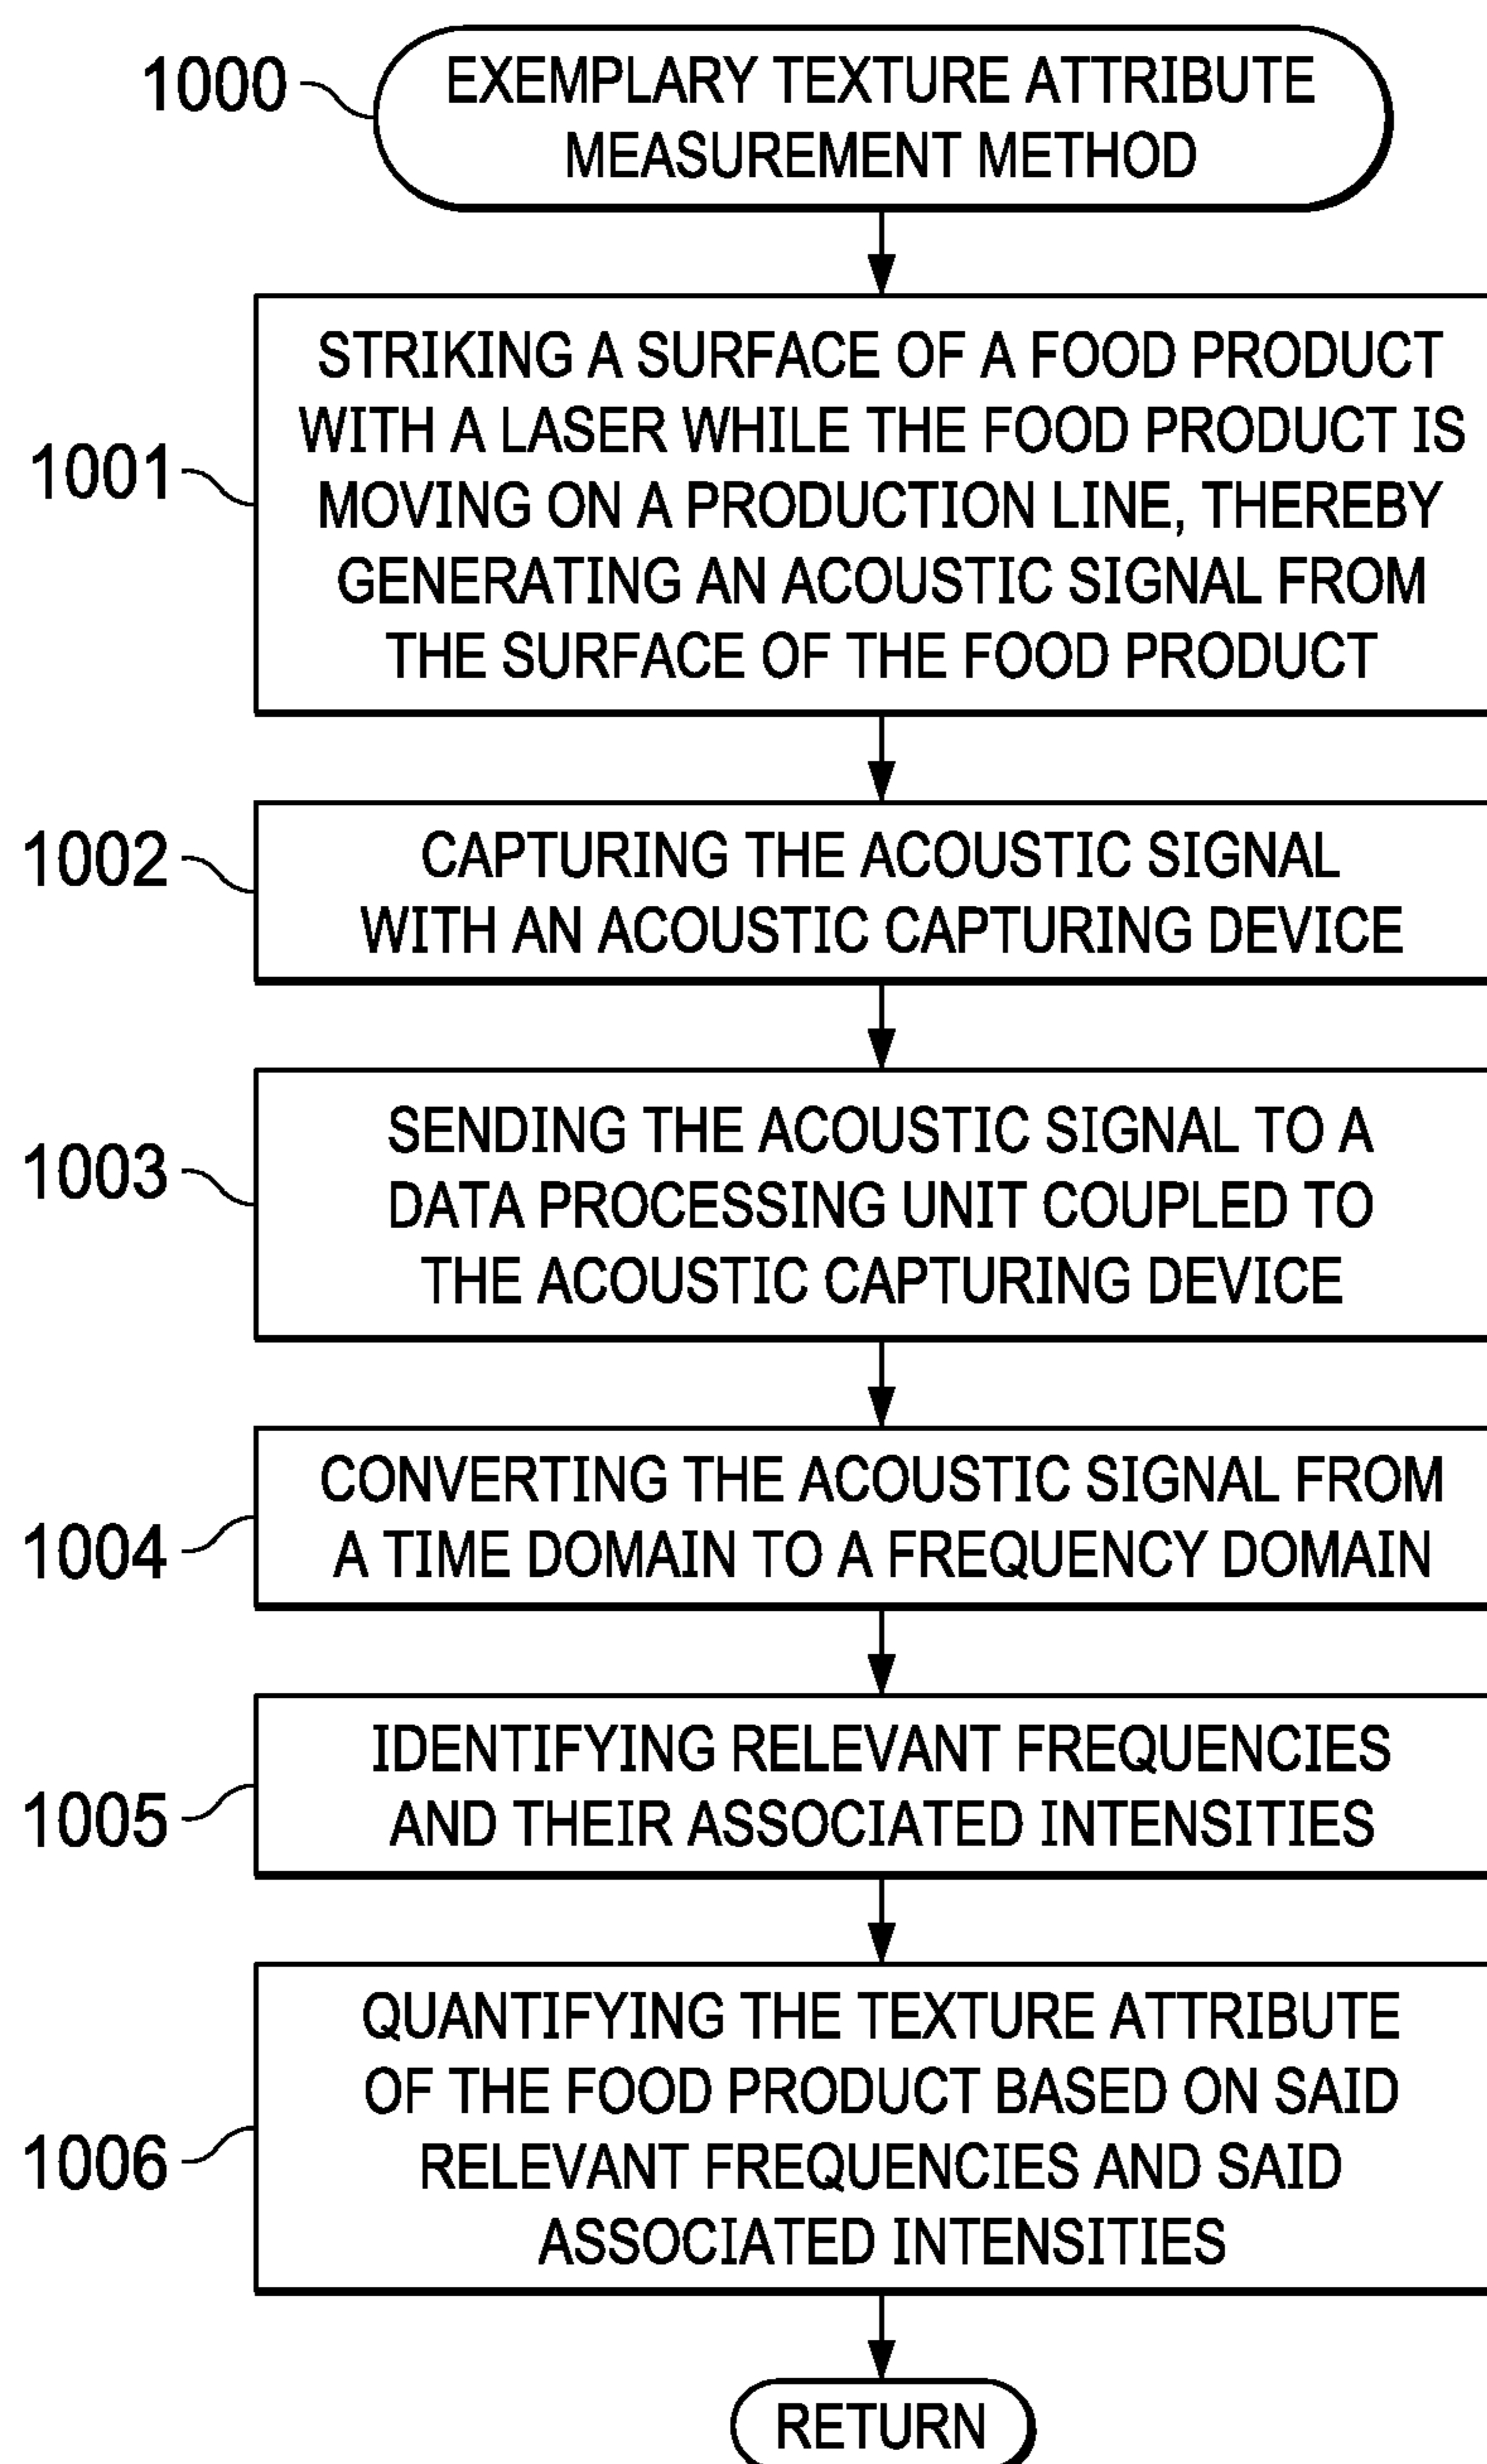 1000
EXEMPLARY TEXTURE ATTRIBUTE
MEASUREMENT METHOD
1001
STRIKING A SURFACE OF A FOOD PRODUCT
WITH A LASER WHILE THE FOOD PRODUCT IS
MOVING ON A PRODUCTION LINE, THEREBY
GENERATING AN ACOUSTIC SIGNAL FROM
THE SURFACE OF THE FOOD PRODUCT
1002
CAPTURING THE ACOUSTIC SIGNAL
WITH AN ACOUSTIC CAPTURING DEVICE
1003
SENDING THE ACOUSTIC SIGNAL TO A
DATA PROCESSING UNIT COUPLED TO
THE ACOUSTIC CAPTURING DEVICE
1004
CONVERTING THE ACOUSTIC SIGNAL FROM
A TIME DOMAIN TO A FREQUENCY DOMAIN
1005
IDENTIFYING RELEVANT FREQUENCIES
AND THEIR ASSOCIATED INTENSITIES
1006
QUANTIFYING THE TEXTURE ATTRIBUTE
OF THE FOOD PRODUCT BASED ON SAID
RELEVANT FREQUENCIES AND SAID
ASSOCIATED INTENSITIES
RETURN